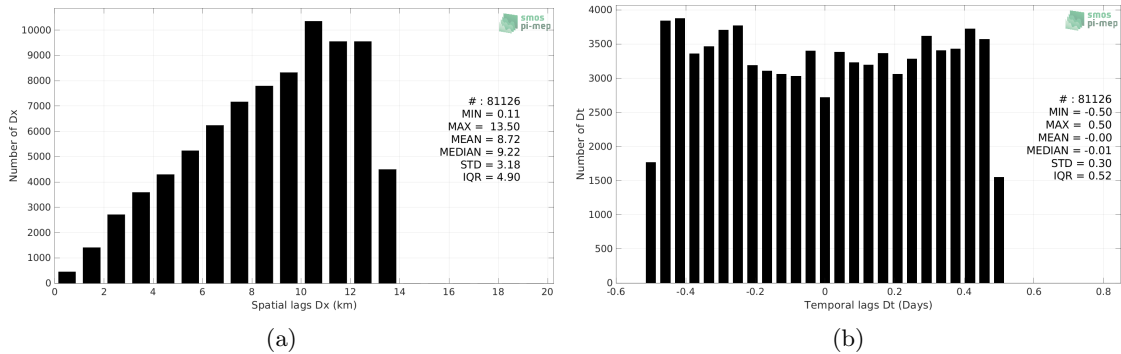 smos
pi-mep
10000
9000
8000
7000
6000
5000
4000
3000
2000
1000
0
Number of Dx
# : 81126
MIN = 0.11
MAX = 13.50
MEAN = 8.72
MEDIAN = 9.22
STD = 3.18
IQR = 4.90
0 2 4 6 8 10 12 14 16 18 20
Spatial lags Dx (km)
(a)
smos
pi-mep
4000
3500
3000
2500
2000
1500
1000
500
0
Number of Dt
# : 81126
MIN = -0.50
MAX = 0.50
MEAN = -0.00
MEDIAN = -0.01
STD = 0.30
IQR = 0.52
-0.6 -0.4 -0.2 0 0.2 0.4 0.6 0.8
Temporal lags Dt (Days)
(b)